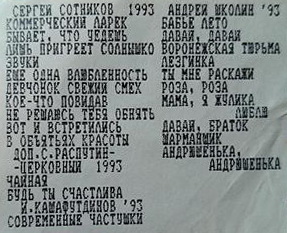 СЕРГЕЙ СОТНИКОВ 1993
КОММЕРЧЕСКИЙ ЛАРЕК
БЫВАЕТ, ЧТО УЕДЕШЬ
ЛИШЬ ПРИГРЕЕТ СОЛНЫШКО
ЗВУКИ
ЕЩЕ ОДНА ВЛЮБЛЕННОСТЬ
ДЕВЧОНОК СВЕЖИЙ СМЕХ
КОЕ-ЧТО ПОВИДАВ
НЕ РЕШАЮСЬ ТЕБЯ ОБНЯТЬ
ВОТ И ВСТРЕТИЛИСЬ
В ОБЪЯТЬЯХ КРАСОТЫ
ДОП.С.РАСПУТИН-
-ЦЕРКОВНЫЙ 1993
ЧАЙНАЯ
БУДЬ ТЫ СЧАСТЛИВА
И.КАШАФУТДИНОВ '93
СОВРЕМЕННЫЕ ЧАСТУШКИ
АНДРЕЙ ШКОЛИН '93
БАБЬЕ ЛЕТО
ДАВАЙ, ДАВАЙ
ВОРОНЕЖСКАЯ ТЮРЬМА
ЛЕЗГИНКА
ТЫ МНЕ РАСКАЖИ
РОЗА, РОЗА
МАМА, Я ЖУЛИКА
ЛЮБЛЮ
ДАВАЙ, БРАТОК
ШАРМАНЩИК
АНДРЮШЕНЬКА,
АНДРЮШЕНЬКА